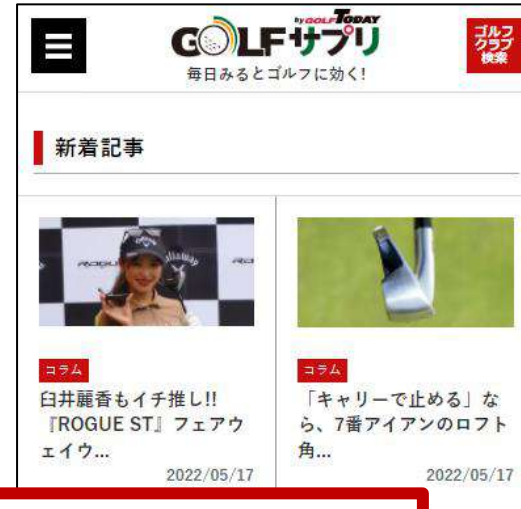 by GOLF TODAY
GOLFサプリ
毎日みるとゴルフに効く!
ゴルフ
クラブ
検索
新着記事
ROGUE
Callaway
コラム
臼井麗香もイチ推し!!
『ROGUE ST』フェアウ
ェイウ...
2022/05/17
コラム
「キャリーで止める」な
ら、7番アイアンのロフト
角...
2022/05/17